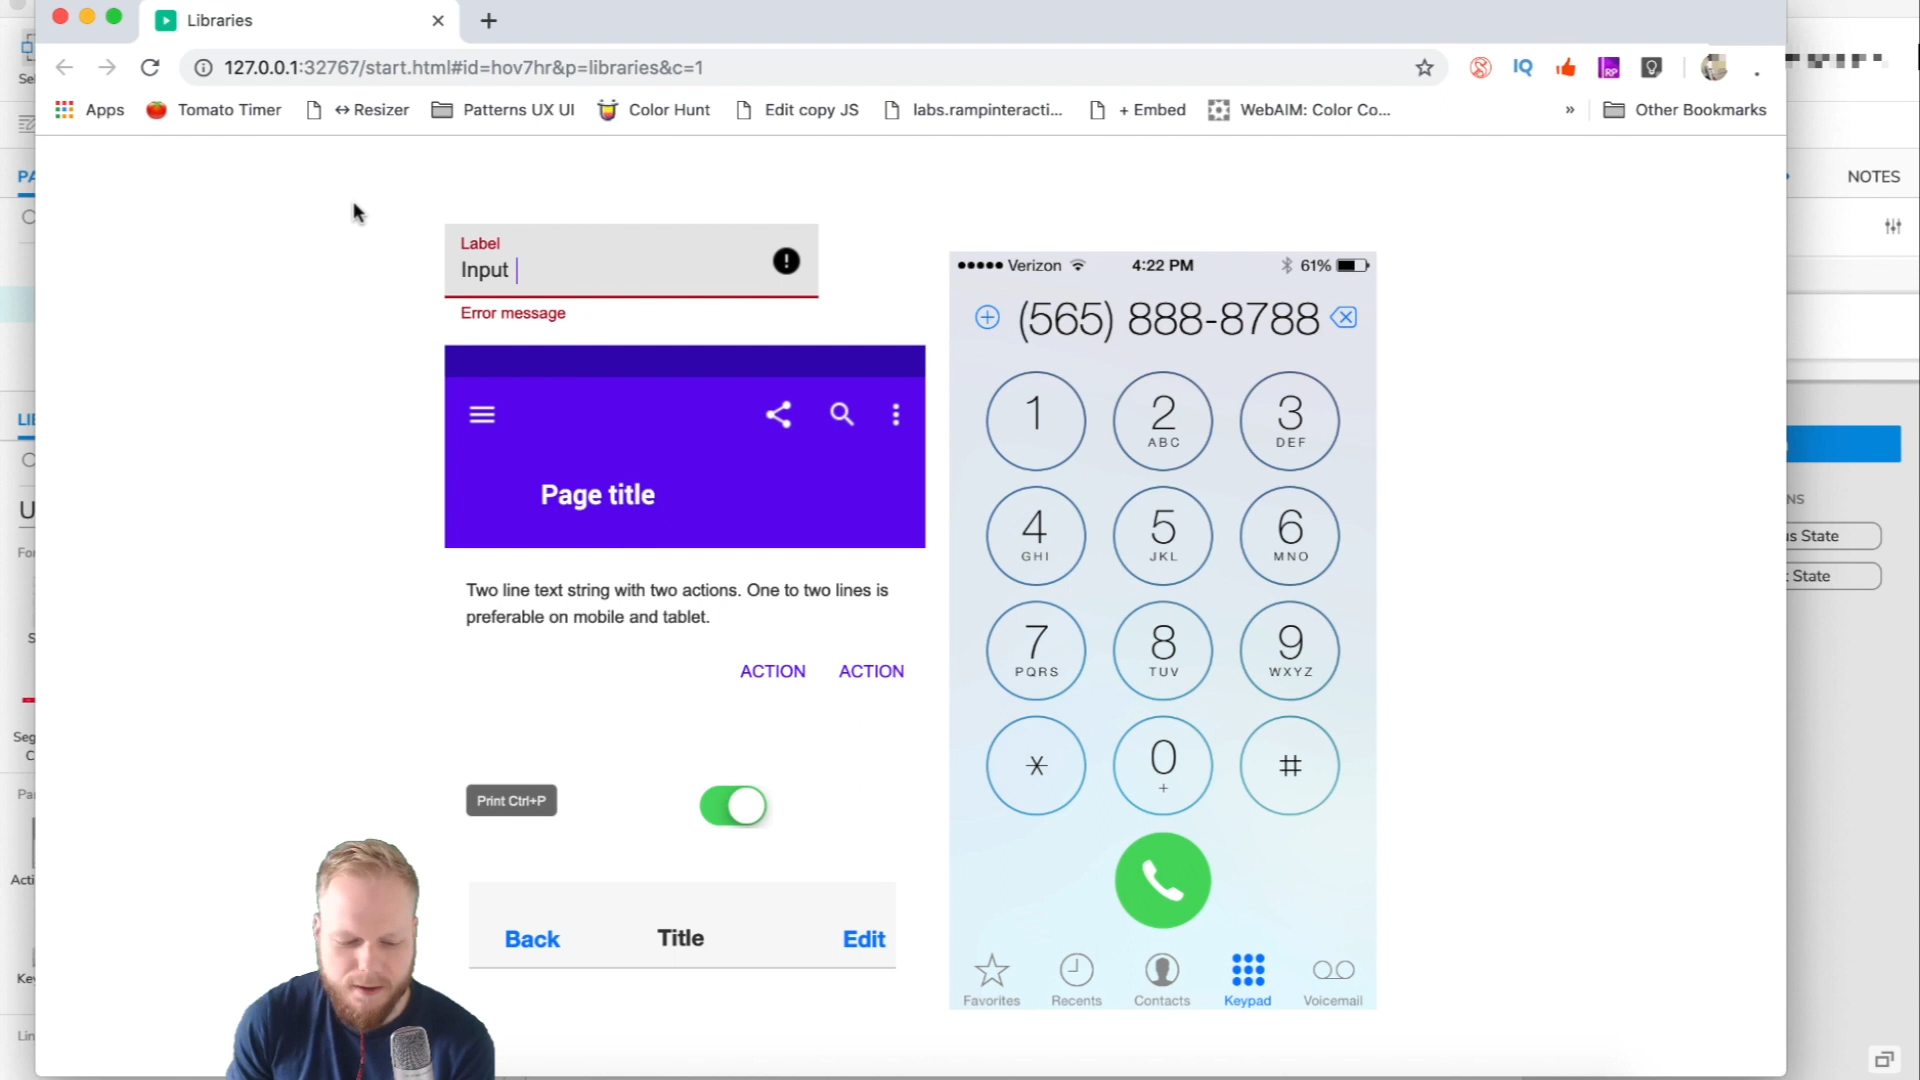 Libraries
127.0.0.1:32767/start.html#id=hov7hr&p=libraries&c=1
IQ
RP
Apps
Tomato Timer
↔ Resizer
Patterns UX UI
Color Hunt
Edit copy JS
labs.rampinteracti...
+ Embed
WebAIM: Color Co...
»
Other Bookmarks
NOTES
Label
Input
Error message
Page title
Two line text string with two actions. One to two lines is
preferable on mobile and tablet.
ACTION ACTION
Print Ctrl+P
Back Title Edit
Verizon 4:22 PM 61%
(565) 888-8788
1 2 3
ABC DEF
4 5 6
GHI JKL MNO
7 8 9
PQRS TUV WXYZ
* 0 #
+
Favorites Recents Contacts Keypad Voicemail
State
State